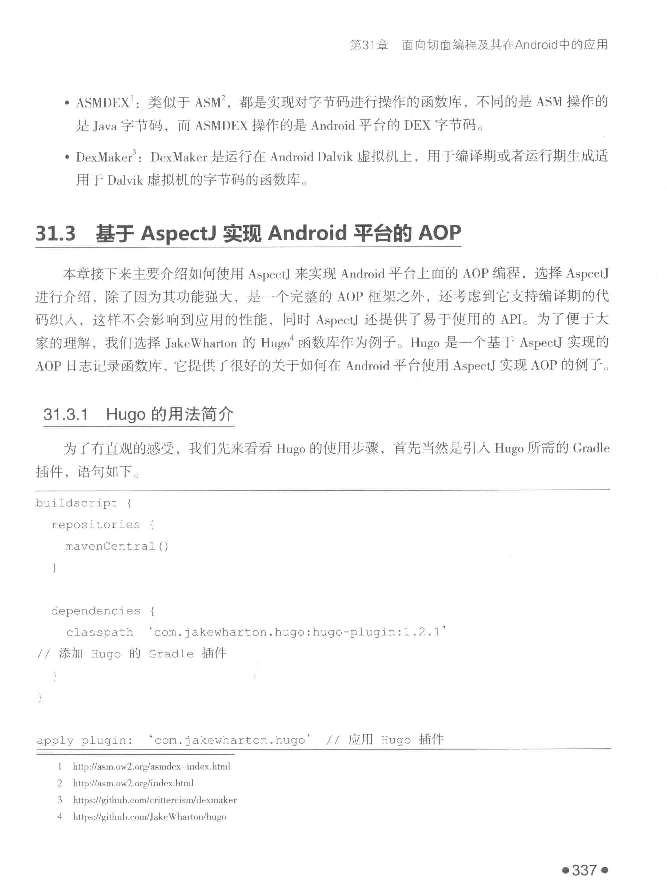 第31章 面向切面编程及其在Android中的应用
• ASMDEX1：类似于 ASM2，都是实现对字节码进行操作的函数库，不同的是 ASM 操作的
是 Java 字节码，而 ASMDEX 操作的是 Android 平台的 DEX 字节码。
• DexMaker3：DexMaker 是运行在 Android Dalvik 虚拟机上，用于编译期或者运行期生成适
用于 Dalvik 虚拟机的字节码的函数库。
31.3 基于 AspectJ 实现 Android 平台的 AOP
本章接下来主要介绍如何使用 AspectJ 来实现 Android 平台上面的 AOP 编程，选择 AspectJ
进行介绍，除了因为其功能强大，是一个完整的 AOP 框架之外，还考虑到它支持编译期的代
码织入，这样不会影响到应用的性能，同时 AspectJ 还提供了易于使用的 API。为了便于大
家的理解，我们选择 JakeWharton 的 Hugo4 函数库作为例子。Hugo 是一个基于 AspectJ 实现的
AOP 日志记录函数库，它提供了很好的关于如何在 Android 平台使用 AspectJ 实现 AOP 的例子。
31.3.1 Hugo 的用法简介
为了有直观的感受，我们先来看看 Hugo 的使用步骤，首先当然是引入 Hugo 所需的 Gradle
插件，语句如下。
buildscript {
repositories {
mavenCentral()
}
dependencies {
classpath ‘com.jakewharton.hugo:hugo-plugin:1.2.1’
// 添加 Hugo 的 Gradle 插件
}
}
apply plugin: ‘com.jakewharton.hugo’ // 应用 Hugo 插件
1 http://asm.ow2.org/asmdex-index.html
2 http://asm.ow2.org/index.html
3 https://github.com/crittercism/dexmaker
4 https://github.com/JakeWharton/hugo
●337●